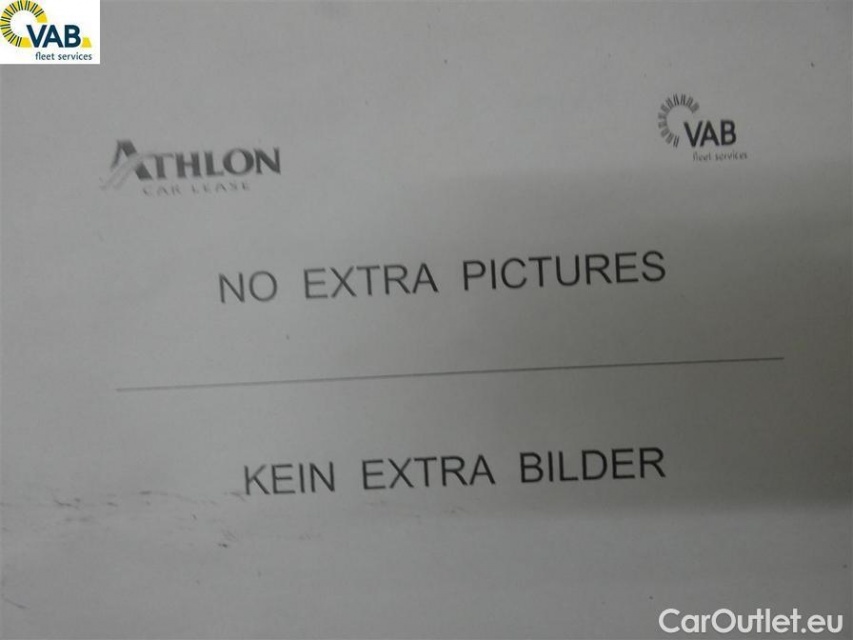 VAB
fleet services
ATHLON
CAR LEASE
VAB
fleet services
NO EXTRA PICTURES
KEIN EXTRA BILDER
CarOutlet.eu